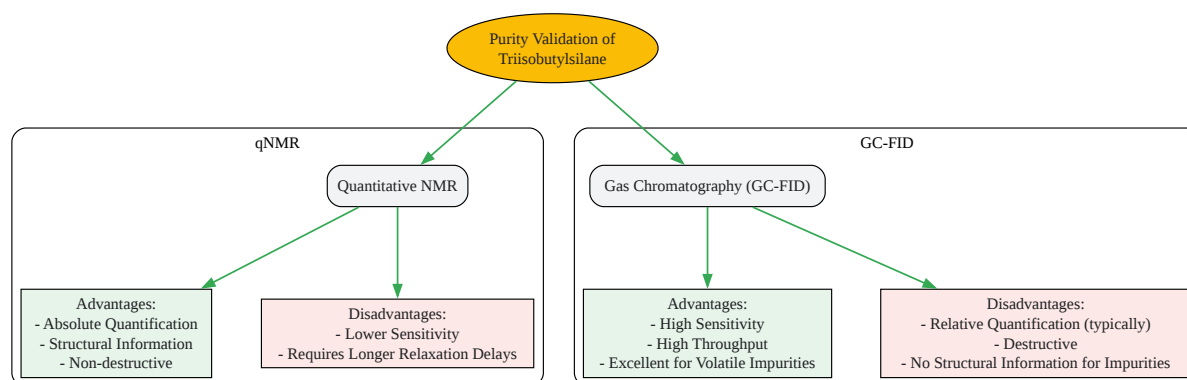 Purity Validation of
Triisobutylsilane
qNMR
GC-FID
Quantitative NMR
Gas Chromatography (GC-FID)
Advantages:
- Absolute Quantification
- Structural Information
- Non-destructive
Disadvantages:
- Lower Sensitivity
- Requires Longer Relaxation Delays
Advantages:
- High Sensitivity
- High Throughput
- Excellent for Volatile Impurities
Disadvantages:
- Relative Quantification (typically)
- Destructive
- No Structural Information for Impurities